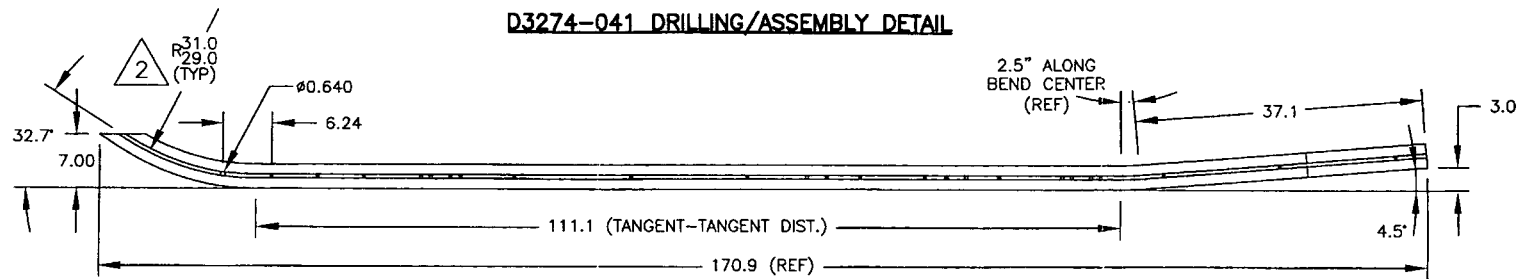 D3274-041 DRILLING/ASSEMBLY DETAIL
2
R31.0
29.0
(TYP)
ø0.640
6.24
2.5" ALONG
BEND CENTER
(REF)
37.1
3.0
32.7°
7.00
111.1 (TANGENT-TANGENT DIST.)
4.5°
170.9 (REF)